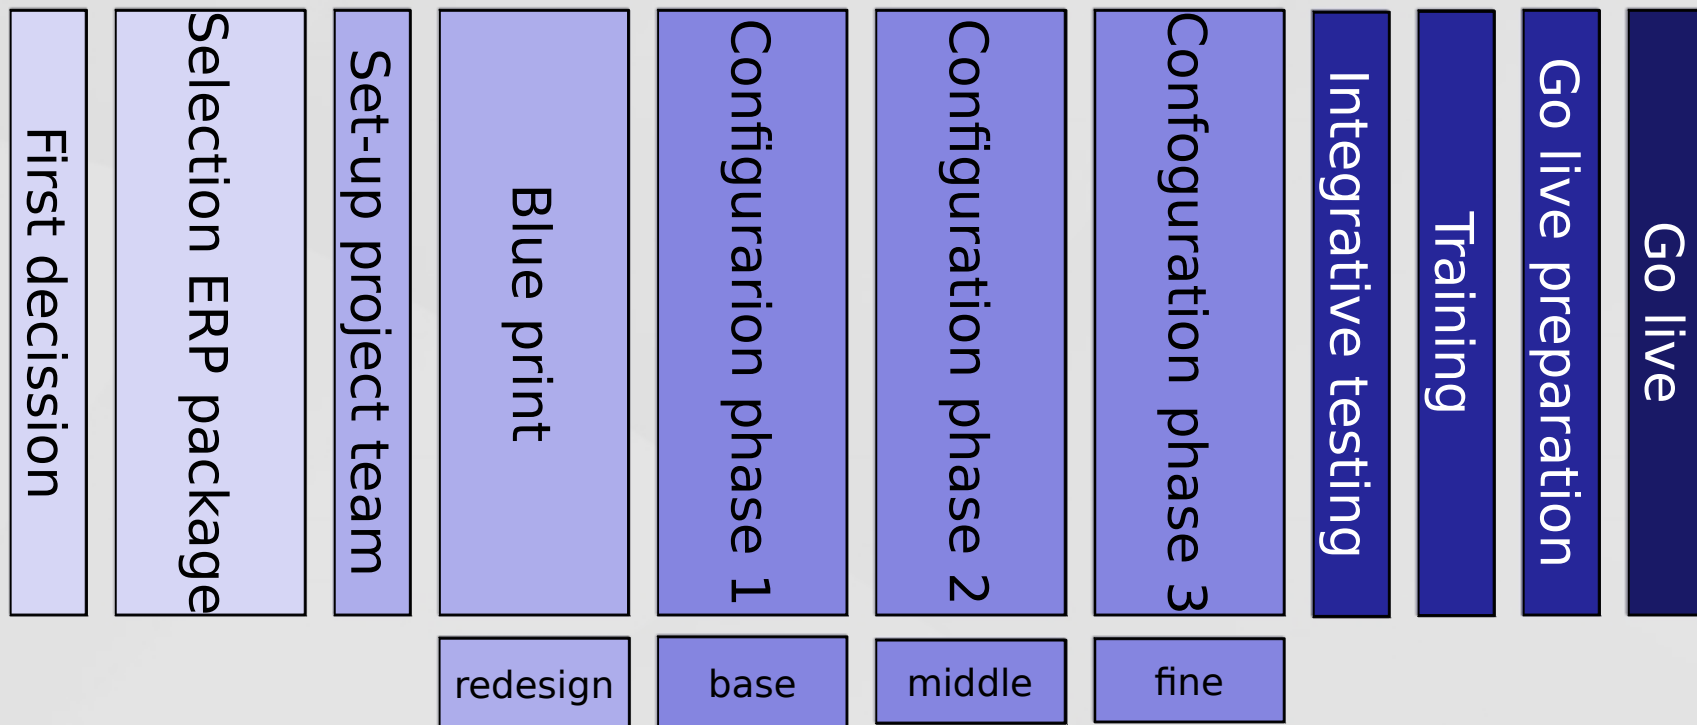 First decission
Selection ERP package
Set-up project team
Blue print
Configurarion phase 1
Configuration phase 2
Confoguration phase 3
Integrative testing
Training
Go live preparation
Go live
redesign
base
middle
fine